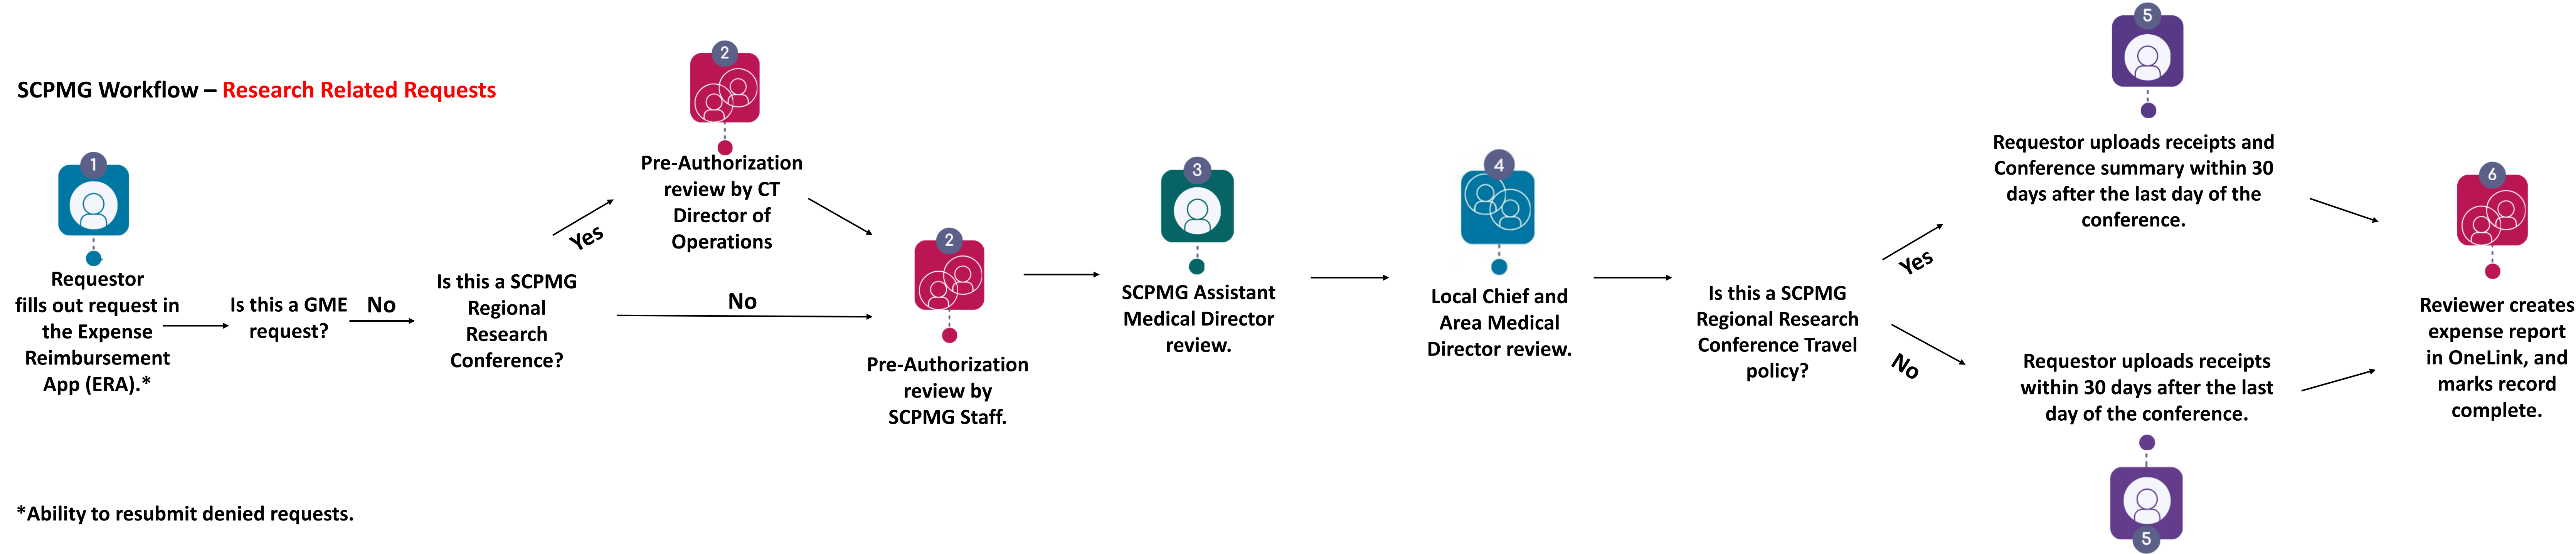 SCPMG Workflow – Research Related Requests
1
Requestor
fills out request in
the Expense
Reimbursement
App (ERA).*
Is this a GME
request?
No
Is this a SCPMG
Regional
Research
Conference?
Yes
2
Pre-Authorization
review by CT
Director of
Operations
No
2
Pre-Authorization
review by
SCPMG Staff.
3
SCPMG Assistant
Medical Director
review.
4
Local Chief and
Area Medical
Director review.
Is this a SCPMG
Regional Research
Conference Travel
policy?
Yes
5
Requestor uploads receipts and
Conference summary within 30
days after the last day of the
conference.
No
Requestor uploads receipts
within 30 days after the last
day of the conference.
5
6
Reviewer creates
expense report
in OneLink, and
marks record
complete.
*Ability to resubmit denied requests.